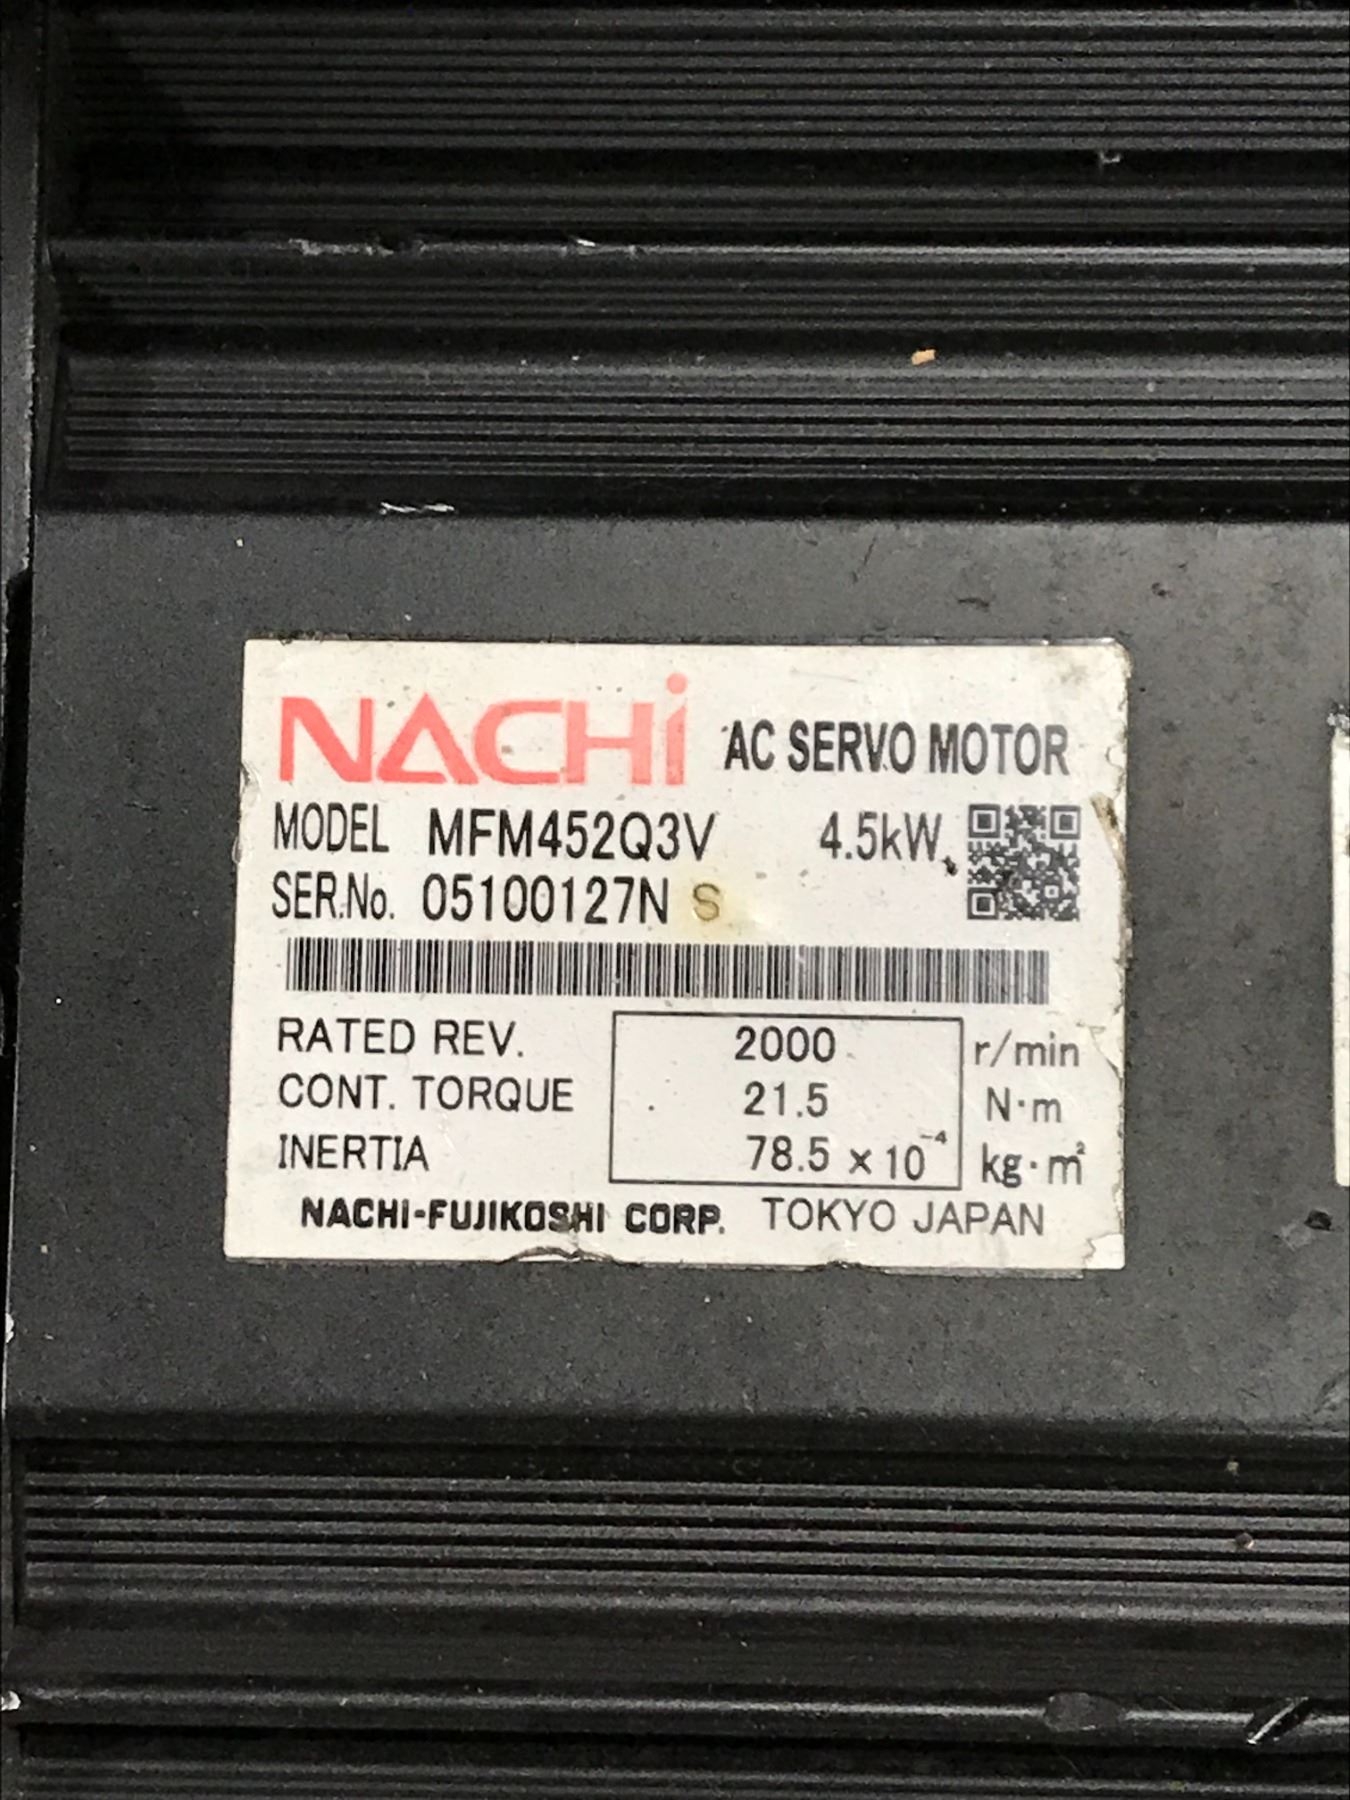 NACHi AC SERVO MOTOR
MODEL MFM452Q3V 4.5kW
SER.No. 05100127N S
RATED REV. 2000 r/min
CONT. TORQUE 21.5 N·m
INERTIA 78.5 × 10⁻⁴ kg·m²
NACHI-FUJIKOSHI CORP. TOKYO JAPAN